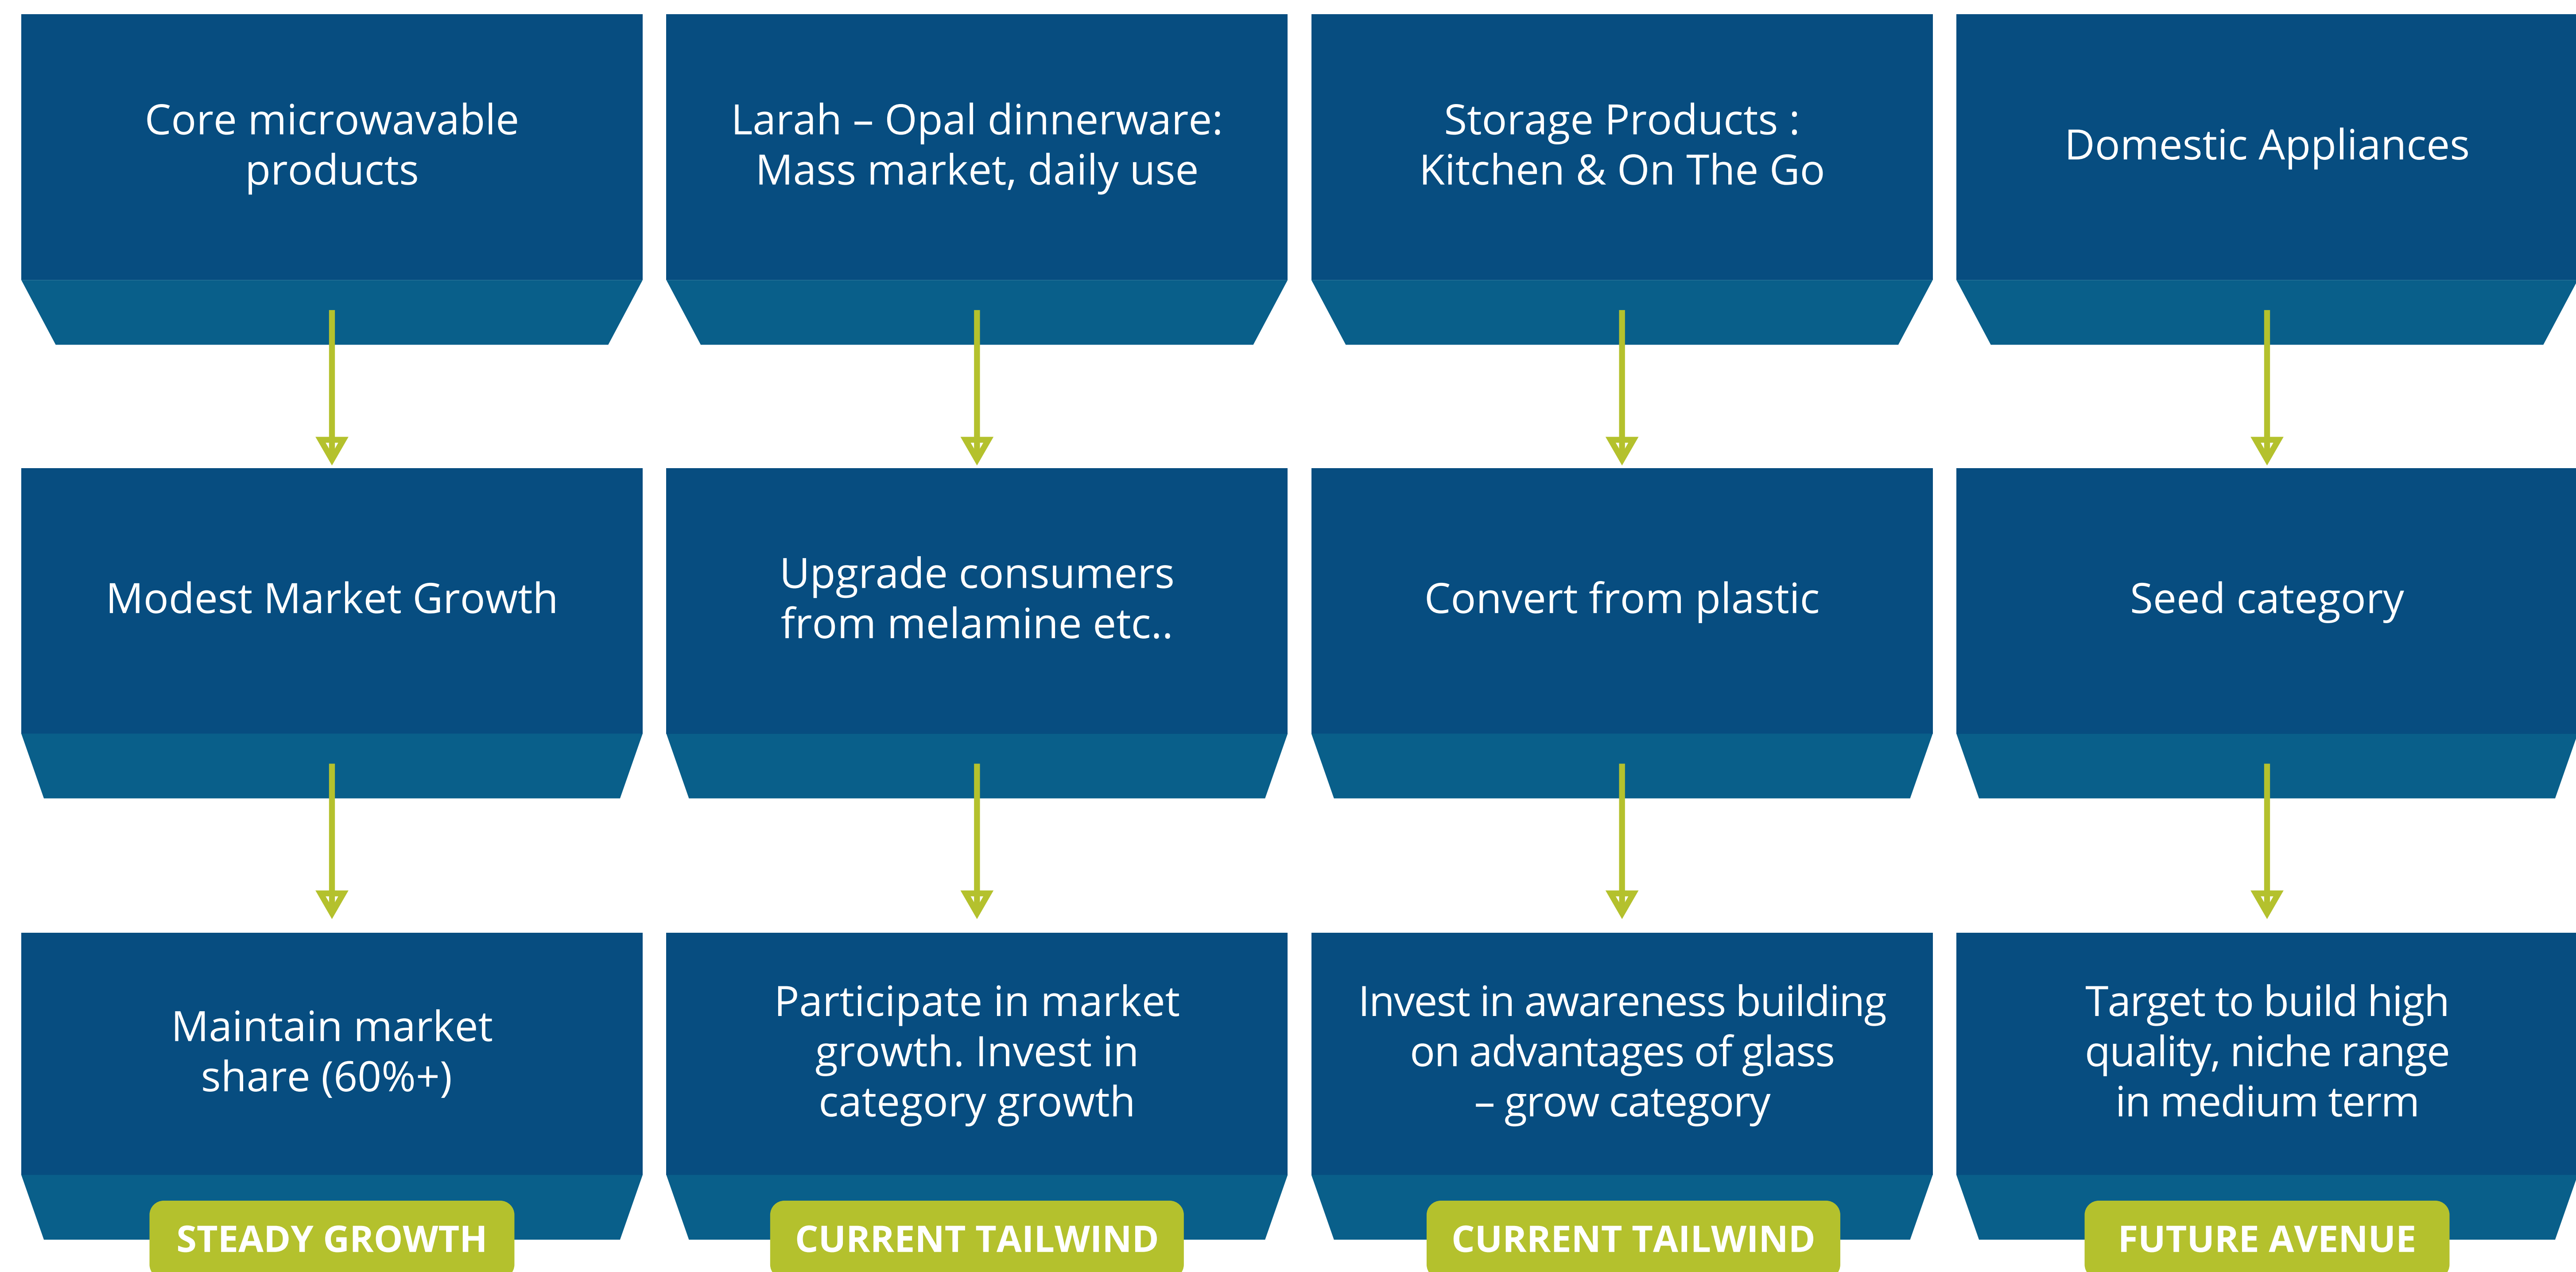 Core microwavable
products
Larah – Opal dinnerware:
Mass market, daily use
Storage Products :
Kitchen & On The Go
Domestic Appliances
Modest Market Growth
Upgrade consumers
from melamine etc..
Convert from plastic
Seed category
Maintain market
share (60%+)
Participate in market
growth. Invest in
category growth
Invest in awareness building
on advantages of glass
– grow category
Target to build high
quality, niche range
in medium term
STEADY GROWTH
CURRENT TAILWIND
CURRENT TAILWIND
FUTURE AVENUE